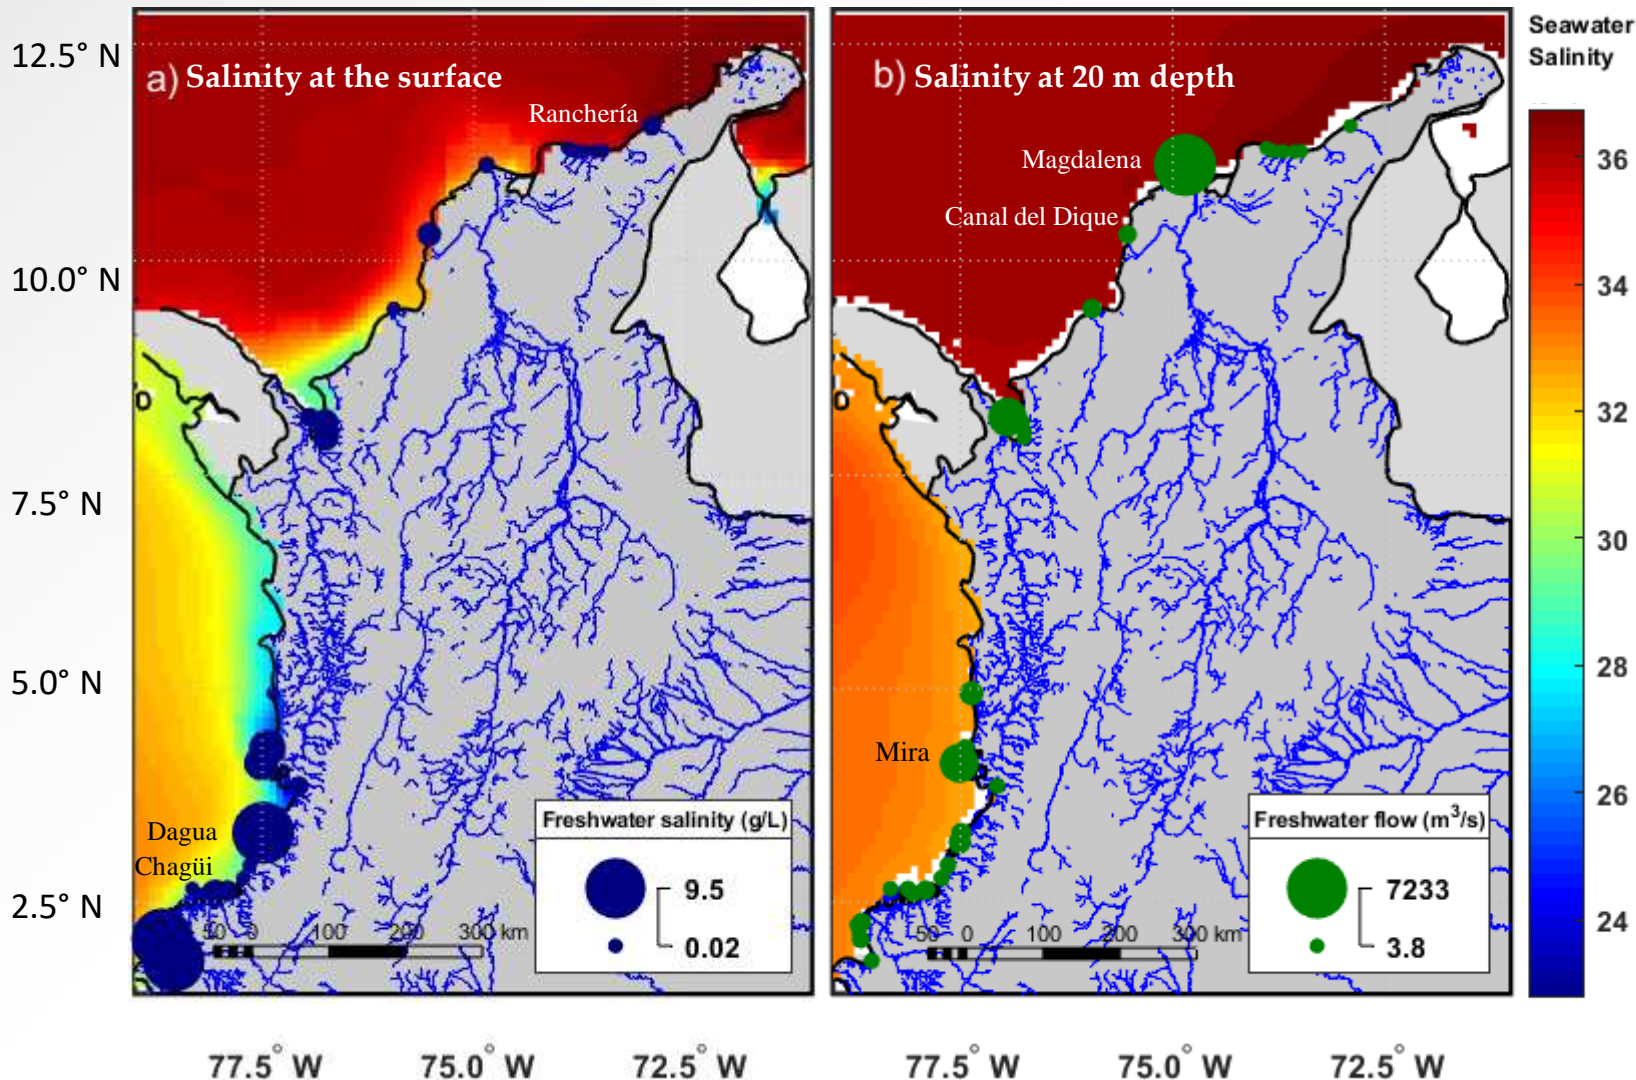 12.5° N
10.0° N
7.5° N
5.0° N
2.5° N
a) Salinity at the surface
Ranchería
Dagua
Chagüi
Freshwater salinity (g/L)
9.5
0.02
50 0 100 200 300 km
77.5° W 75.0° W 72.5° W
b) Salinity at 20 m depth
Magdalena
Canal del Dique
Mira
Freshwater flow (m³/s)
7233
3.8
50 0 100 200 300 km
77.5° W 75.0° W 72.5° W
Seawater
Salinity
36
34
32
30
28
26
24